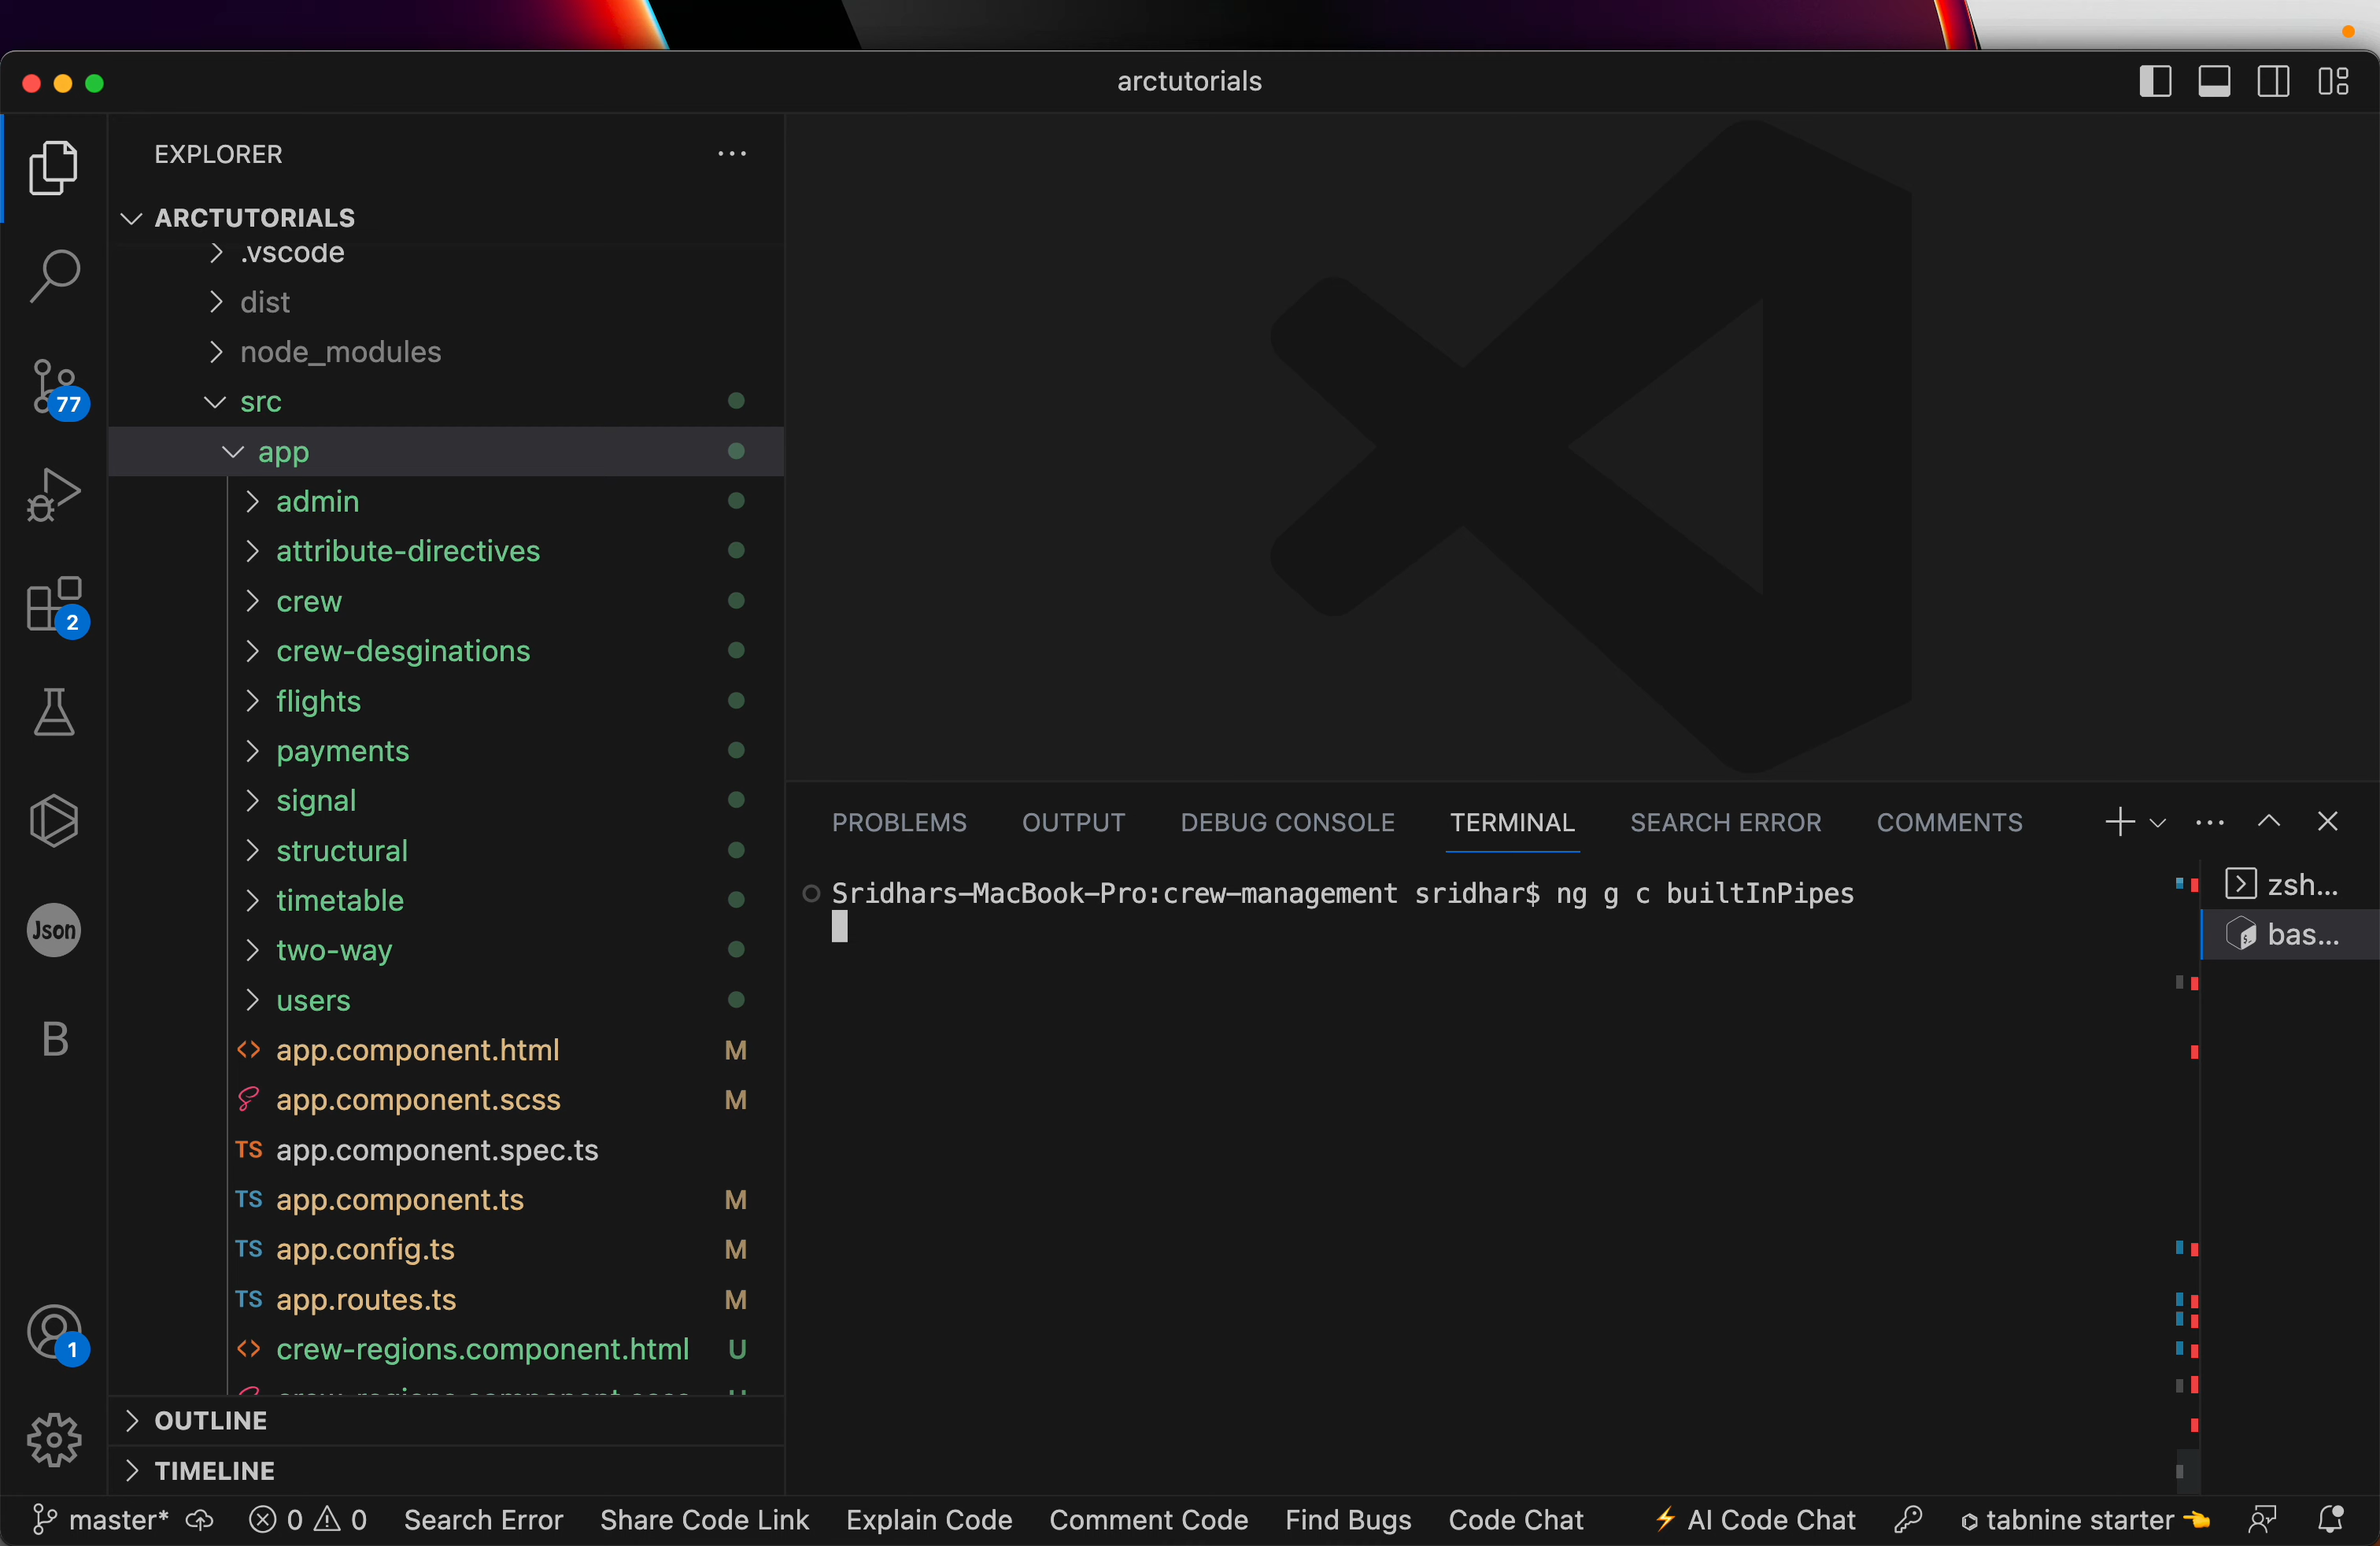 arctutorials
EXPLORER
ARCTUTORIALS
.vscode
dist
node_modules
src
app
admin
attribute-directives
crew
crew-desginations
flights
payments
signal
structural
timetable
two-way
users
app.component.html M
app.component.scss M
TS app.component.spec.ts
TS app.component.ts M
TS app.config.ts M
TS app.routes.ts M
crew-regions.component.html U
OUTLINE
TIMELINE
77
2
Json
B
1
PROBLEMS OUTPUT DEBUG CONSOLE TERMINAL SEARCH ERROR COMMENTS
Sridhars-MacBook-Pro:crew-management sridhar$ ng g c builtInPipes
zsh...
bas...
master* 0 0 Search Error Share Code Link Explain Code Comment Code Find Bugs Code Chat AI Code Chat tabnine starter